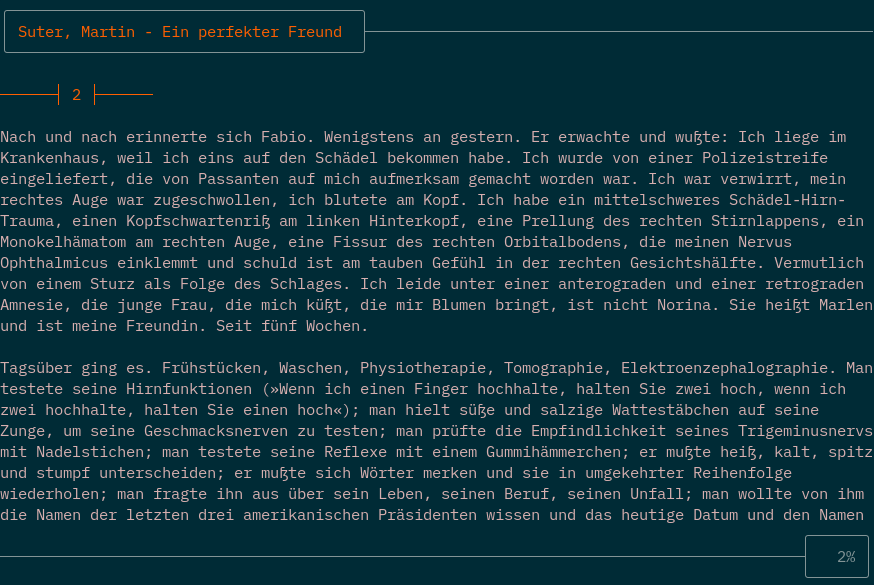 Suter, Martin - Ein perfekter Freund
2
Nach und nach erinnerte sich Fabio. Wenigstens an gestern. Er erwachte und wußte: Ich liege im
Krankenhaus, weil ich eins auf den Schädel bekommen habe. Ich wurde von einer Polizeistreife
eingeliefert, die von Passanten auf mich aufmerksam gemacht worden war. Ich war verwirrt, mein
rechtes Auge war zugeschwollen, ich blutete am Kopf. Ich habe ein mittelschweres Schädel-Hirn-
Trauma, einen Kopfschwartenriß am linken Hinterkopf, eine Prellung des rechten Stirnlappens, ein
Monokelhämatom am rechten Auge, eine Fissur des rechten Orbitalbodens, die meinen Nervus
Ophthalmicus einklemmt und schuld ist am tauben Gefühl in der rechten Gesichtshälfte. Vermutlich
von einem Sturz als Folge des Schlages. Ich leide unter einer anterograden und einer retrograden
Amnesie, die junge Frau, die mich küßt, die mir Blumen bringt, ist nicht Norina. Sie heißt Marlen
und ist meine Freundin. Seit fünf Wochen.
Tagsüber ging es. Frühstücken, Waschen, Physiotherapie, Tomographie, Elektroenzephalographie. Man
testete seine Hirnfunktionen (»Wenn ich einen Finger hochhalte, halten Sie zwei hoch, wenn ich
zwei hochhalte, halten Sie einen hoch«); man hielt süße und salzige Wattestäbchen auf seine
Zunge, um seine Geschmacksnerven zu testen; man prüfte die Empfindlichkeit seines Trigeminusnervs
mit Nadelstichen; man testete seine Reflexe mit einem Gummihämmerchen; er mußte heiß, kalt, spitz
und stumpf unterscheiden; er mußte sich Wörter merken und sie in umgekehrter Reihenfolge
wiederholen; man fragte ihn aus über sein Leben, seinen Beruf, seinen Unfall; man wollte von ihm
die Namen der letzten drei amerikanischen Präsidenten wissen und das heutige Datum und den Namen
2%